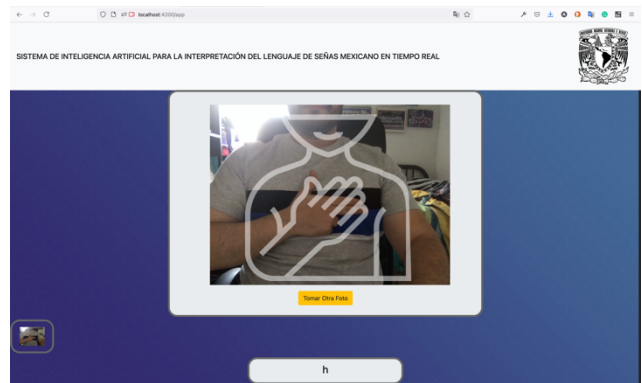 localhost:4200/app
SISTEMA DE INTELIGENCIA ARTIFICIAL PARA LA INTERPRETACIÓN DEL LENGUAJE DE SEÑAS MEXICANO EN TIEMPO REAL
Tomar Otra Foto
h